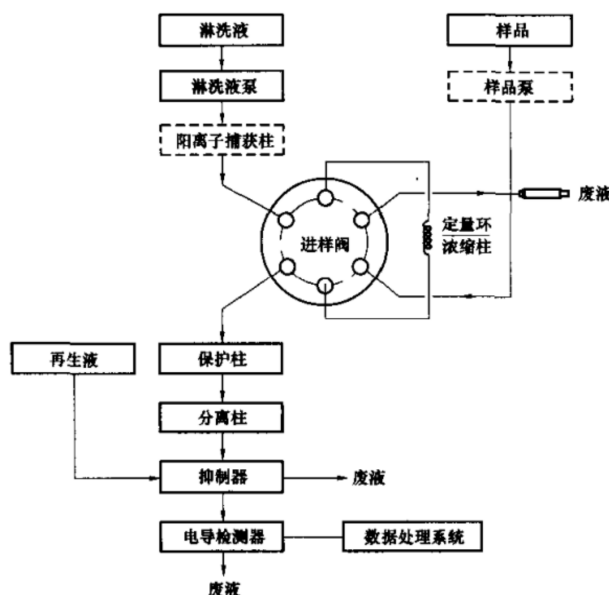 淋洗液
样品
淋洗液泵
样品泵
阳离子捕获柱
废液
进样阀
定量环
浓缩柱
再生液
保护柱
分离柱
抑制器
废液
电导检测器
数据处理系统
废液